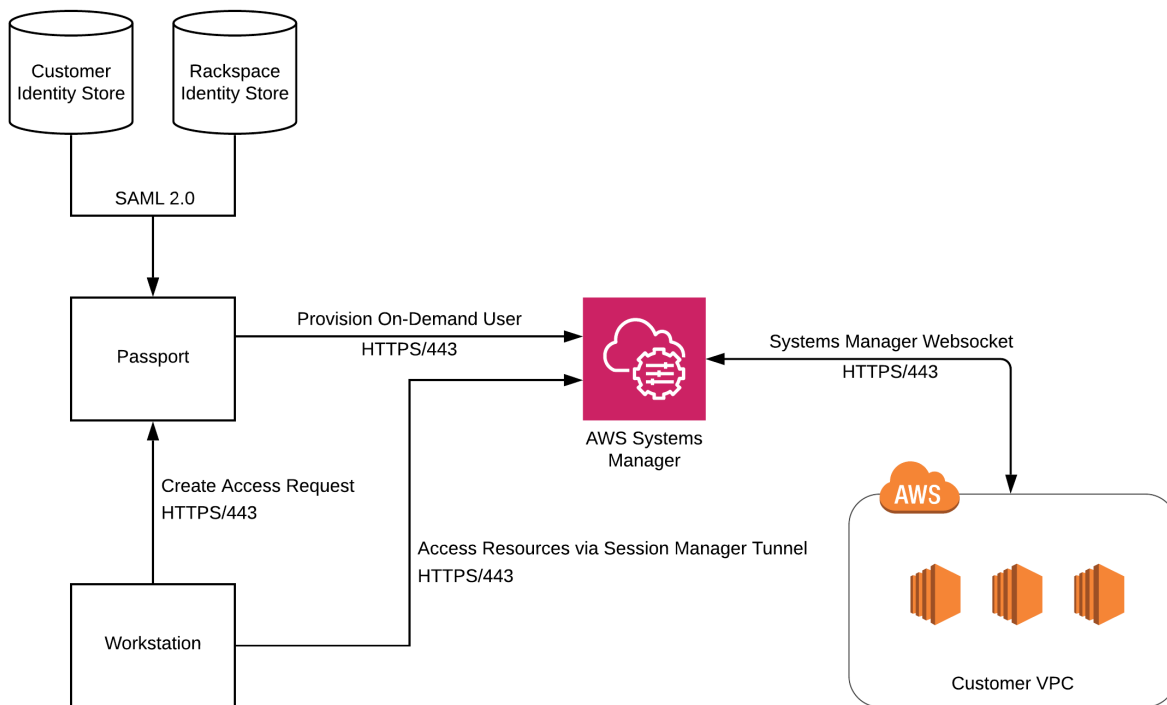 Customer
Identity Store
Rackspace
Identity Store
SAML 2.0
Passport
Provision On-Demand User
HTTPS/443
AWS Systems
Manager
Systems Manager Websocket
HTTPS/443
Create Access Request
HTTPS/443
Access Resources via Session Manager Tunnel
HTTPS/443
Workstation
AWS
Customer VPC